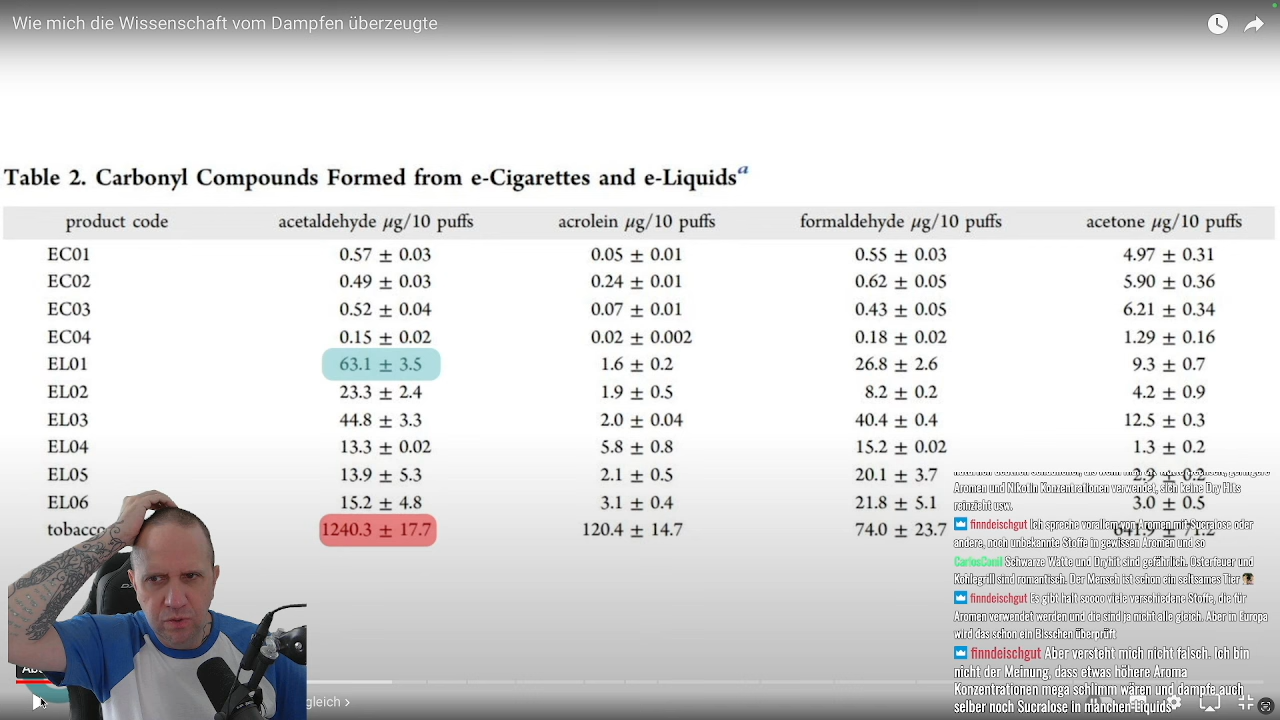 Wie mich die Wissenschaft vom Dampfen überzeugte
Table 2. Carbonyl Compounds Formed from e-Cigarettes and e-Liquidsᵃ
product code acetaldehyde μg/10 puffs acrolein μg/10 puffs formaldehyde μg/10 puffs acetone μg/10 puffs
EC01 0.57 ± 0.03 0.05 ± 0.01 0.55 ± 0.03 4.97 ± 0.31
EC02 0.49 ± 0.03 0.24 ± 0.01 0.62 ± 0.05 5.90 ± 0.36
EC03 0.52 ± 0.04 0.07 ± 0.01 0.43 ± 0.05 6.21 ± 0.34
EC04 0.15 ± 0.02 0.02 ± 0.002 0.18 ± 0.02 1.29 ± 0.16
EL01 63.1 ± 3.5 1.6 ± 0.2 26.8 ± 2.6 9.3 ± 0.7
EL02 23.3 ± 2.4 1.9 ± 0.5 8.2 ± 0.2 4.2 ± 0.9
EL03 44.8 ± 3.3 2.0 ± 0.04 40.4 ± 0.4 12.5 ± 0.3
EL04 13.3 ± 0.02 5.8 ± 0.8 15.2 ± 0.02 1.3 ± 0.2
EL05 13.9 ± 5.3 2.1 ± 0.5 20.1 ± 3.7 2.9 ± 0.2
EL06 15.2 ± 4.8 3.1 ± 0.4 21.8 ± 5.1 3.0 ± 0.5
tobacco 1240.3 ± 17.7 120.4 ± 14.7 74.0 ± 23.7
Aromen und Nikotin Konzentrationen verwendet, sich keine Dry Hits
reinzieht usw.
finndeischgut Ich spreche vorallem von Aromen mit Sucralose oder
andere, noch unbekannte Stoffe in gewissen Aromen und so
CarlosCanif Schwarze Watte und Dryhit sind gefährlich. Osterfeuer und
Kohlegrill sind romantisch. Der Mensch ist schon ein seltsames Tier
finndeischgut Es gibt halt soooo viele verschiedene Stoffe, die für
Aromen verwendet werden und die sind je nicht alle gleich. Aber in Europa
wird das schon ein Bisschen überprüft
finndeischgut Aber versteht mich nicht falsch. Ich bin
nicht der Meinung, dass etwas höhere Arima
Konzentrationen mega schlimm wären und dampfe auch
selber noch Sucralose in manchen Liquids
gleich